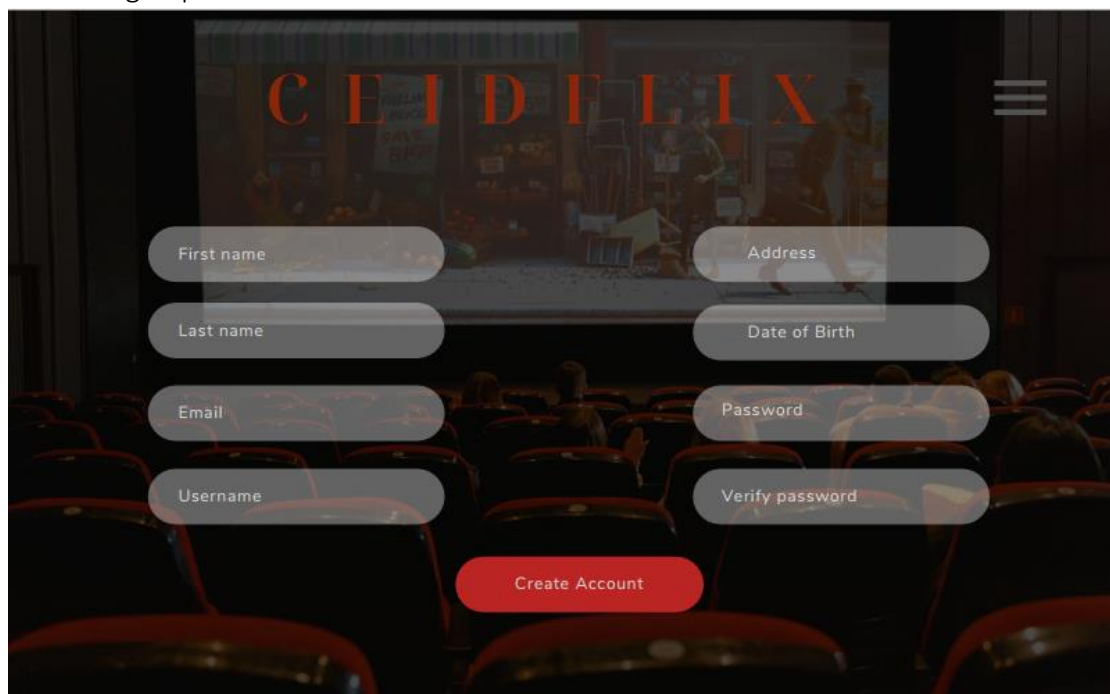 CEIDFLIX
First name
Address
Last name
Date of Birth
Email
Password
Username
Verify password
Create Account